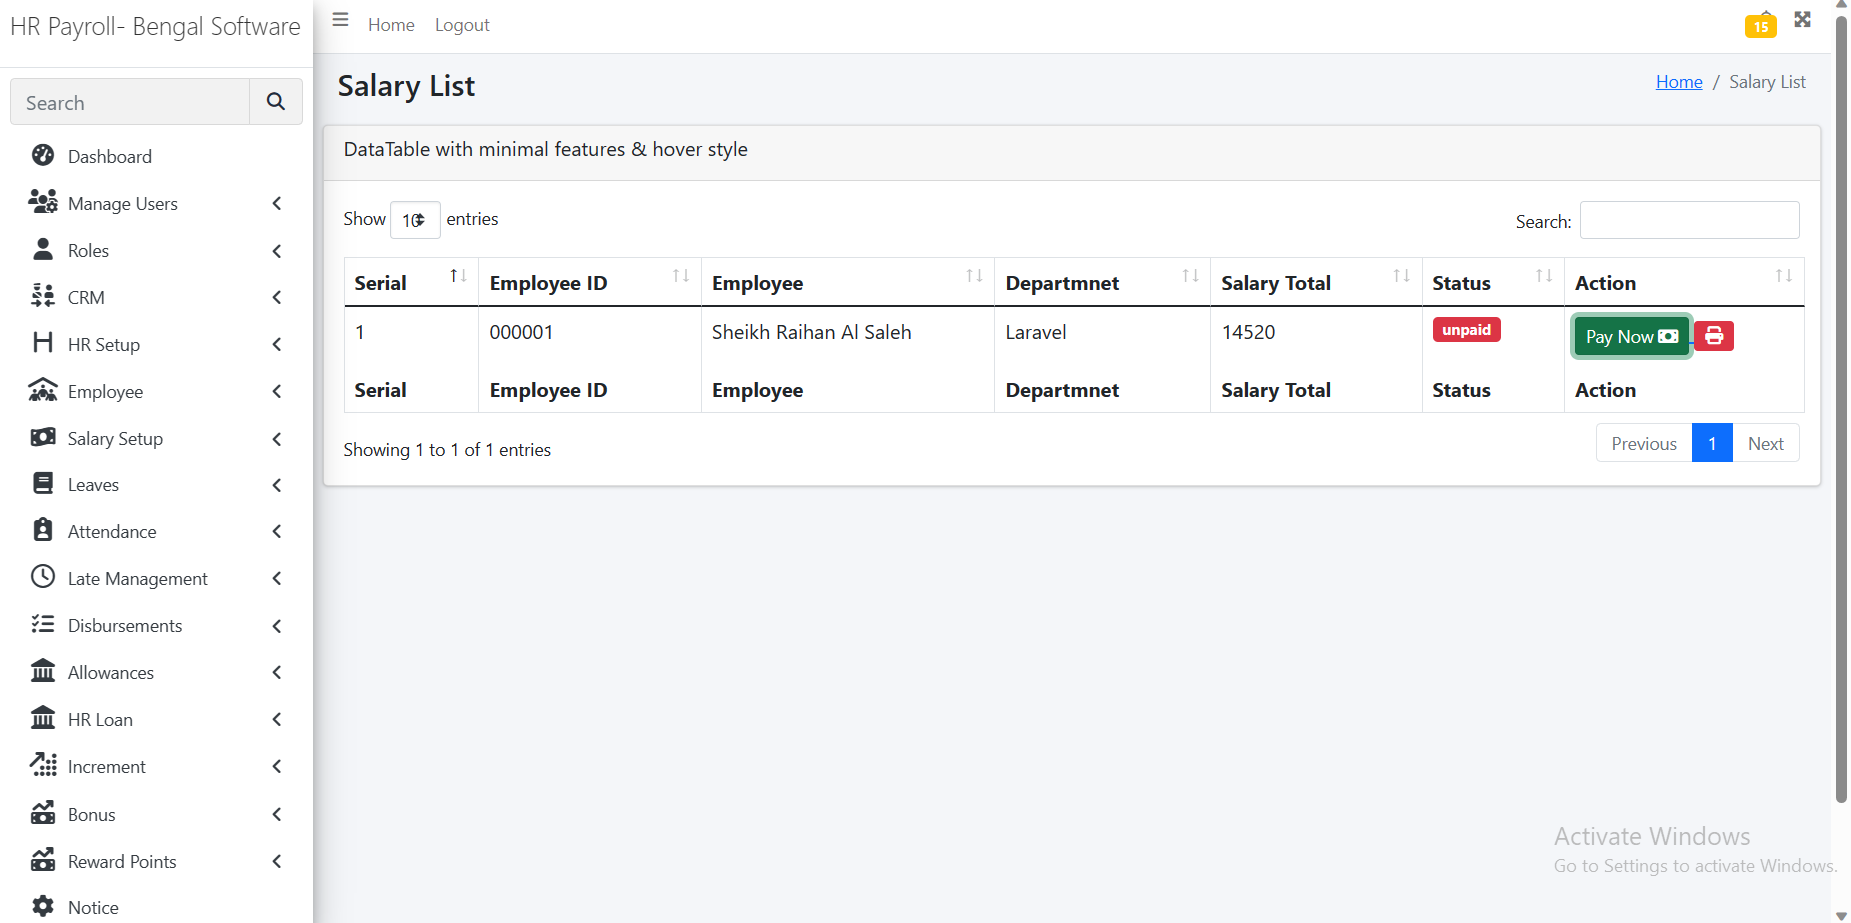 HR Payroll- Bengal Software
Home
Logout
15
Search
Salary List
Home / Salary List
Dashboard
Manage Users
Roles
CRM
HR Setup
Employee
Salary Setup
Leaves
Attendance
Late Management
Disbursements
Allowances
HR Loan
Increment
Bonus
Reward Points
Notice
DataTable with minimal features & hover style
Show 10 entries
Search:
Serial Employee ID Employee Departmnet Salary Total Status Action
1 000001 Sheikh Raihan Al Saleh Laravel 14520 unpaid Pay Now
Serial Employee ID Employee Departmnet Salary Total Status Action
Showing 1 to 1 of 1 entries
Previous 1 Next
Activate Windows
Go to Settings to activate Windows.